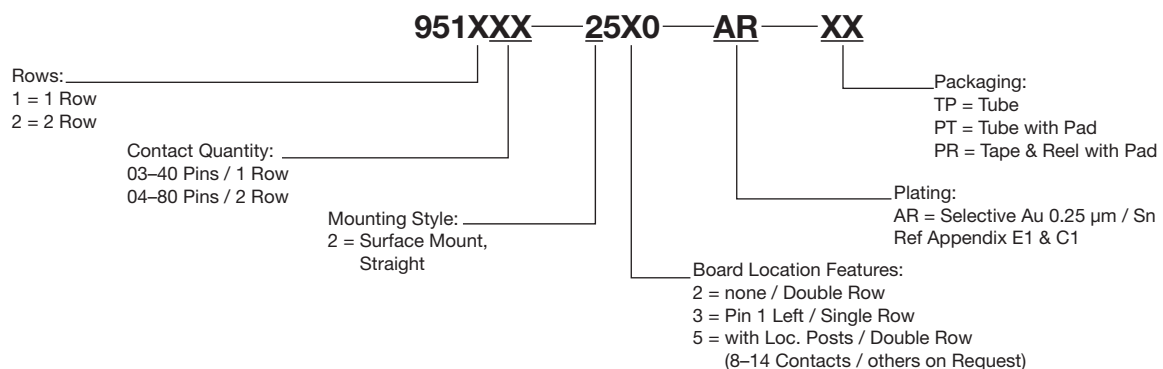 951XXX 25X0 AR XX
Rows:
1 = 1 Row
2 = 2 Row
Contact Quantity:
03–40 Pins / 1 Row
04–80 Pins / 2 Row
Mounting Style:
2 = Surface Mount,
Straight
Board Location Features:
2 = none / Double Row
3 = Pin 1 Left / Single Row
5 = with Loc. Posts / Double Row
(8–14 Contacts / others on Request)
Plating:
AR = Selective Au 0.25 µm / Sn
Ref Appendix E1 & C1
Packaging:
TP = Tube
PT = Tube with Pad
PR = Tape & Reel with Pad